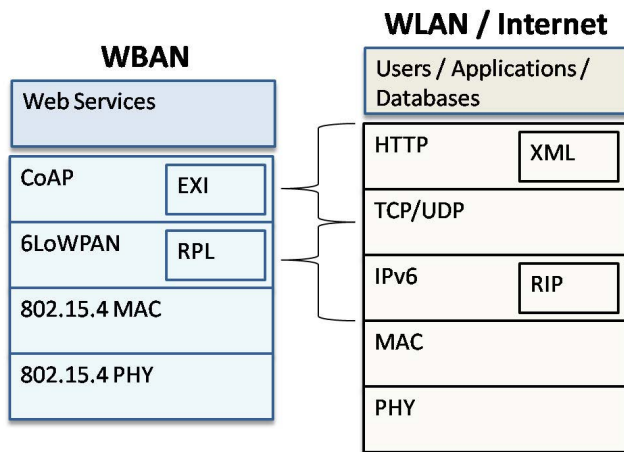 WBAN
Web Services
CoAP
EXI
6LoWPAN
RPL
802.15.4 MAC
802.15.4 PHY
WLAN / Internet
Users / Applications /
Databases
HTTP
XML
TCP/UDP
IPv6
RIP
MAC
PHY